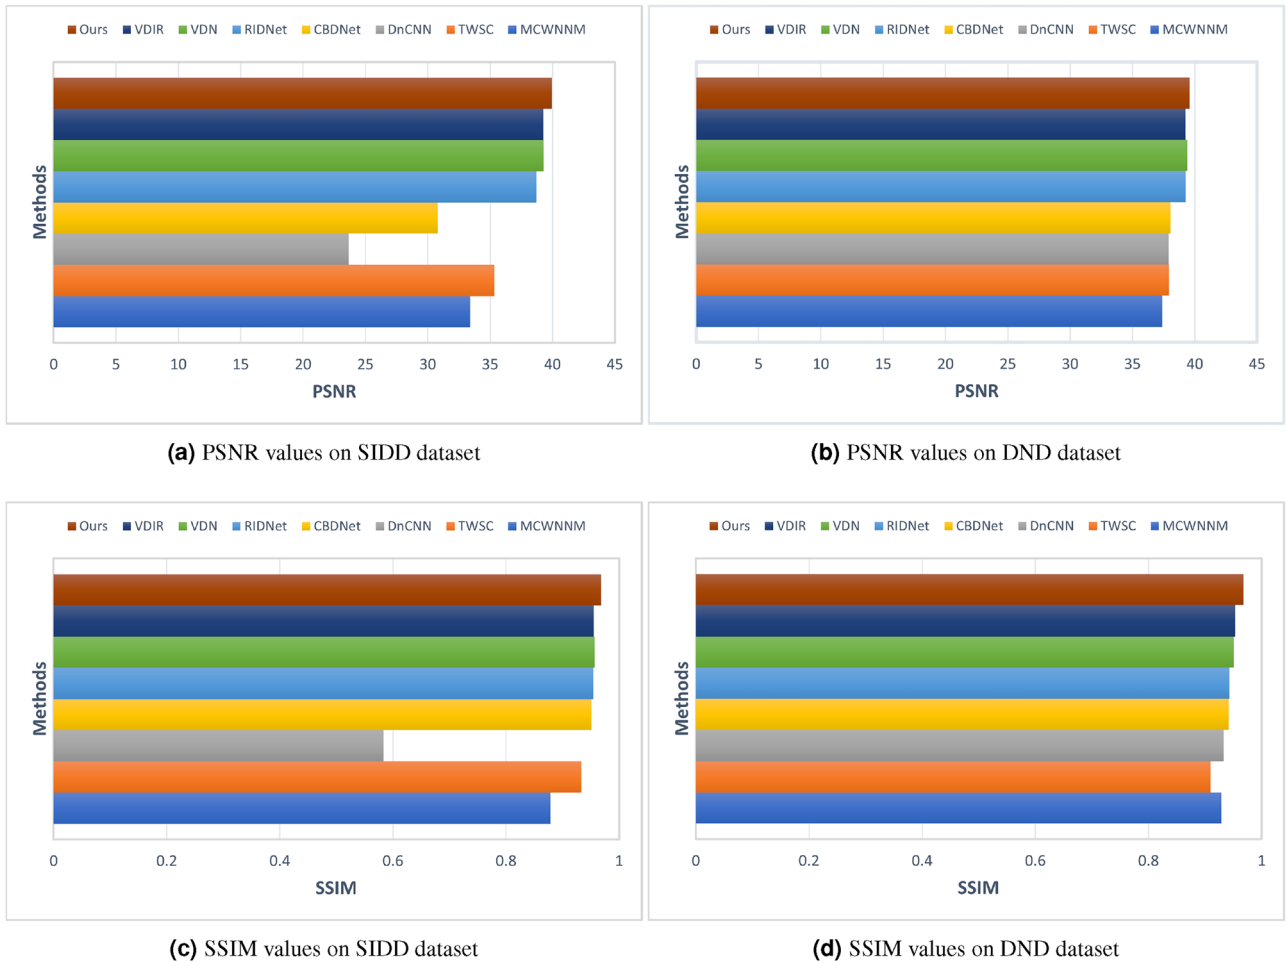 Ours VDIR VDN RIDNet CBDNet DnCNN TWSC MCWNNM
Methods
0 5 10 15 20 25 30 35 40 45
PSNR
(a) PSNR values on SIDD dataset
Ours VDIR VDN RIDNet CBDNet DnCNN TWSC MCWNNM
Methods
0 5 10 15 20 25 30 35 40 45
PSNR
(b) PSNR values on DND dataset
Ours VDIR VDN RIDNet CBDNet DnCNN TWSC MCWNNM
Methods
0 0.2 0.4 0.6 0.8 1
SSIM
(c) SSIM values on SIDD dataset
Ours VDIR VDN RIDNet CBDNet DnCNN TWSC MCWNNM
Methods
0 0.2 0.4 0.6 0.8 1
SSIM
(d) SSIM values on DND dataset